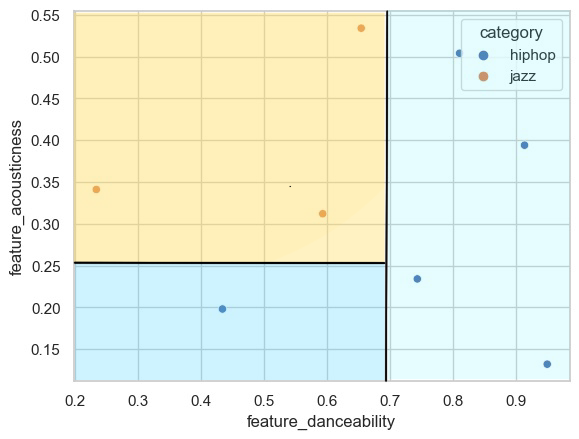 0.55
0.50
0.45
0.40
0.35
0.30
0.25
0.20
0.15
feature_acousticness
category
hiphop
jazz
0.2 0.3 0.4 0.5 0.6 0.7 0.8 0.9
feature_danceability